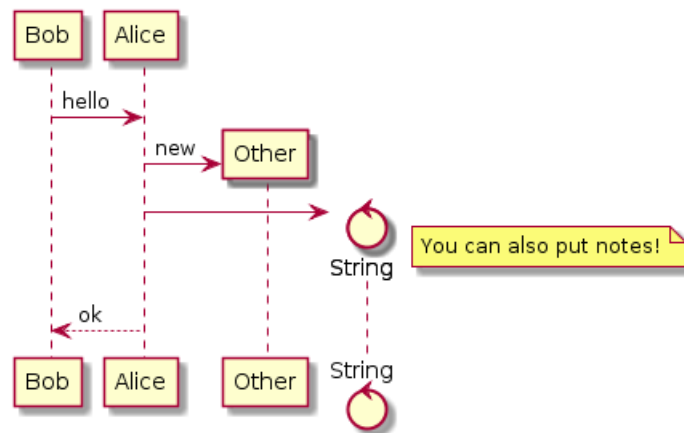 Bob Alice
hello
new
Other
You can also put notes!
String
ok
Bob Alice Other String